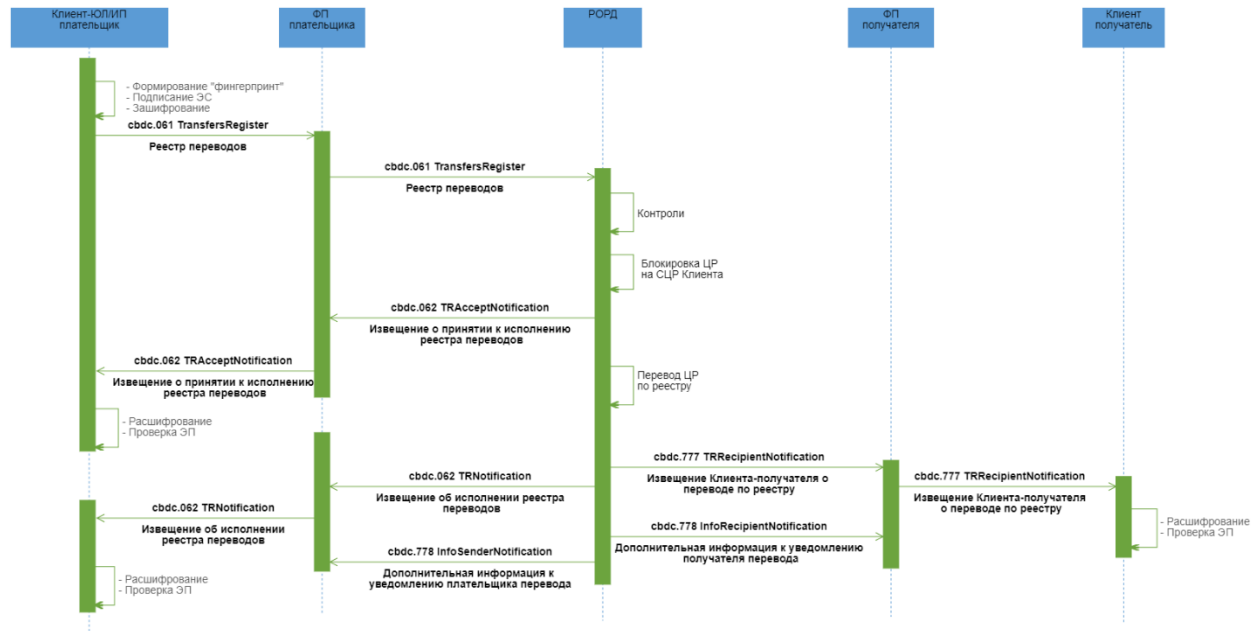 Клиент-ЮЛ/ИП
плательщик
ФП
плательщика
РОРД
ФП
получателя
Клиент
получатель
- Формирование "фингерпринт"
- Подписание ЭС
- Зашифрование
cbdc.061 TransfersRegister
Реестр переводов
cbdc.061 TransfersRegister
Реестр переводов
Контроли
Блокировка ЦР
на СЦР Клиента
cbdc.062 TRAcceptNotification
Извещение о принятии к исполнению
реестра переводов
cbdc.062 TRAcceptNotification
Извещение о принятии к исполнению
реестра переводов
Перевод ЦР
по реестру
- Расшифрование
- Проверка ЭП
cbdc.777 TRRecipientNotification
Извещение Клиента-получателя о
переводе по реестру
cbdc.777 TRRecipientNotification
Извещение Клиента-получателя
о переводе по реестру
cbdc.062 TRNotification
Извещение об исполнении реестра
переводов
cbdc.062 TRNotification
Извещение об исполнении
реестра переводов
- Расшифрование
- Проверка ЭП
cbdc.778 InfoRecipientNotification
Дополнительная информация к уведомлению
получателя перевода
cbdc.778 InfoSenderNotification
Дополнительная информация к
уведомлению плательщика перевода
- Расшифрование
- Проверка ЭП